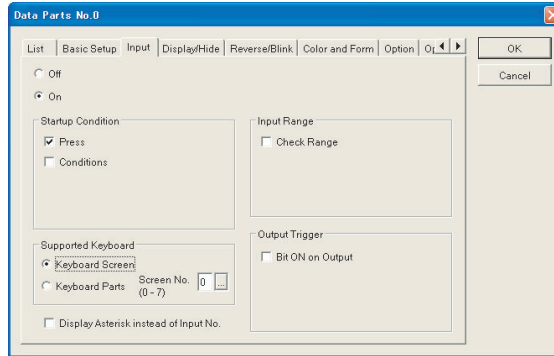 Data Parts No.0
List Basic Setup Input Display/Hide Reverse/Blink Color and Form Option
OK
Cancel
Off
On
Startup Condition
Press
Conditions
Input Range
Check Range
Supported Keyboard
Keyboard Screen
Keyboard Parts
Screen No. 0 ...
(0 - 7)
Output Trigger
Bit ON on Output
Display Asterisk instead of Input No.